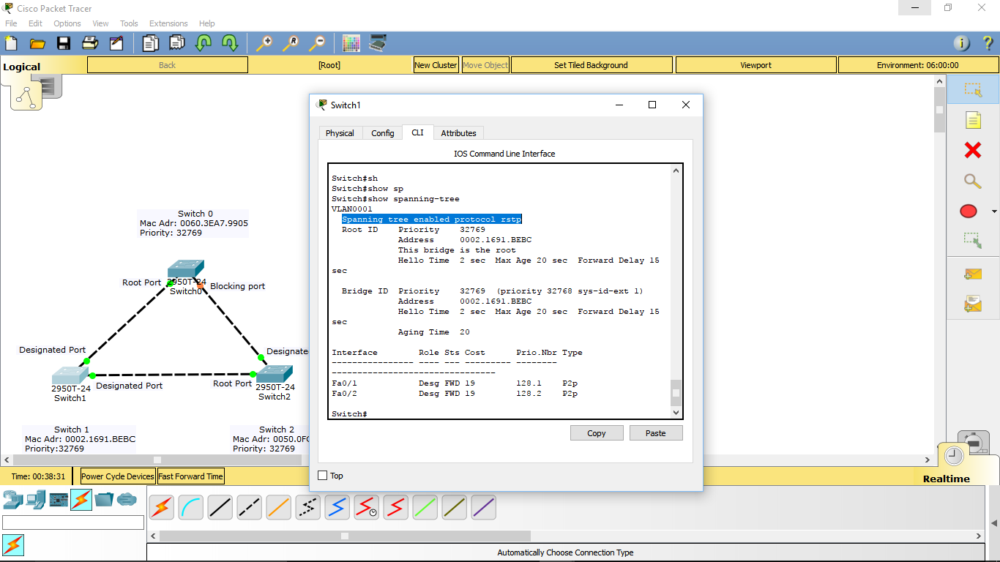 Cisco Packet Tracer
File Edit Options View Tools Extensions Help
Logical
Back
[Root]
New Cluster
Move Object
Set Tiled Background
Viewport
Environment: 06:00:00
Switch 0
Mac Adr: 0060.3EA7.9905
Priority: 32769
Root Port
2950T-24
Switch0
Blocking port
Designated Port
Designate
2950T-24
Switch1
Designated Port
Root Port
2950T-24
Switch2
Switch 1
Mac Adr: 0002.1691.BEBC
Priority:32769
Switch 2
Mac Adr: 0050.0F
Priority: 32769
Switch1
Physical Config CLI Attributes
IOS Command Line Interface
Switch#sh
Switch#show sp
Switch#show spanning-tree
VLAN0001
Spanning tree enabled protocol rstp
Root ID Priority 32769
Address 0002.1691.BEBC
This bridge is the root
Hello Time 2 sec Max Age 20 sec Forward Delay 15
sec
Bridge ID Priority 32769 (priority 32768 sys-id-ext 1)
Address 0002.1691.BEBC
Hello Time 2 sec Max Age 20 sec Forward Delay 15
sec
Aging Time 20
Interface Role Sts Cost Prio.Nbr Type
---------------- ---- --- --------- --------
--------------------------------
Fa0/1 Desg FWD 19 128.1 P2p
Fa0/2 Desg FWD 19 128.2 P2p
Switch#
Copy
Paste
Top
Time: 00:38:31
Power Cycle Devices
Fast Forward Time
Realtime
Automatically Choose Connection Type